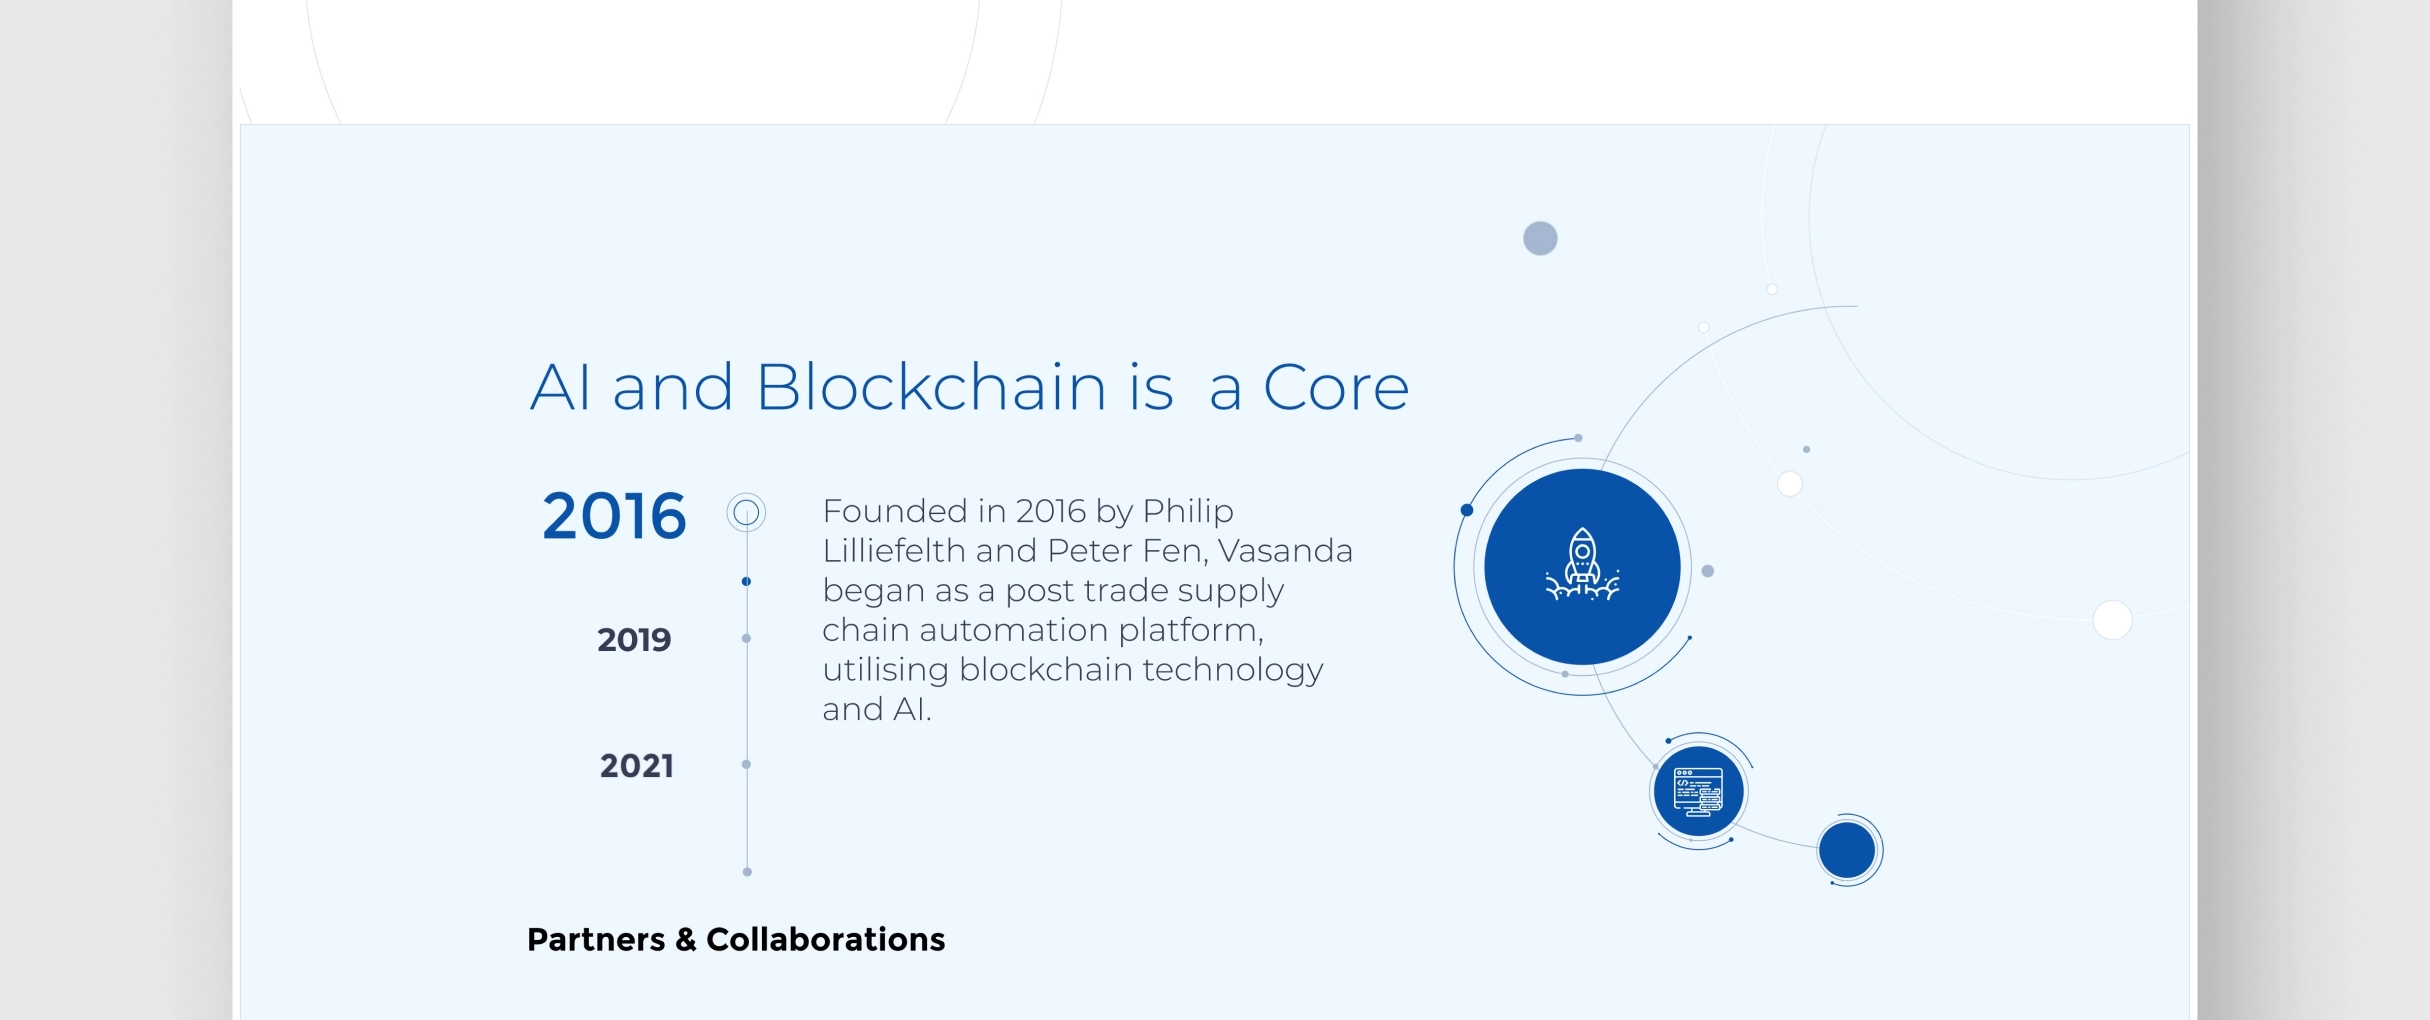 AI and Blockchain is  a Core
2016
Founded in 2016 by Philip
Lilliefelth and Peter Fen, Vasanda
began as a post trade supply
chain automation platform,
utilising blockchain technology
and AI.
2019
2021
Partners & Collaborations